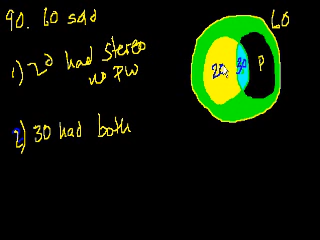 90. 60 sold
60
1) 20 had stereo
no PW
20 30 P
2) 30 had both